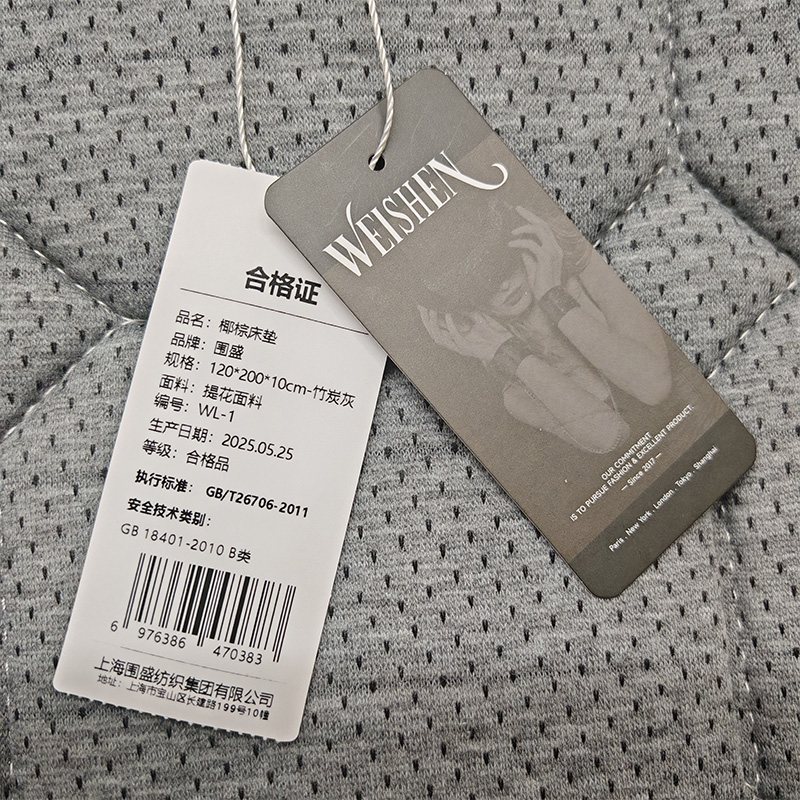 合格证
品名：椰棕床垫
品牌：围盛
规格：120*200*10cm-竹炭灰
面料：提花面料
编号：WL-1
生产日期：2025.05.25
等级：合格品
执行标准： GB/T26706-2011
安全技术类别：
GB 18401-2010 B类
6 976386 470383
上海围盛纺织集团有限公司
地址：上海市宝山区长建路199号10幢
WEISHEN
OUR COMMITMENT
IS TO PURSUE FASHION & EXCELLENT PRODUCT.
— Since 2017 —
Paris . New York . London . Tokyo . Shanghai